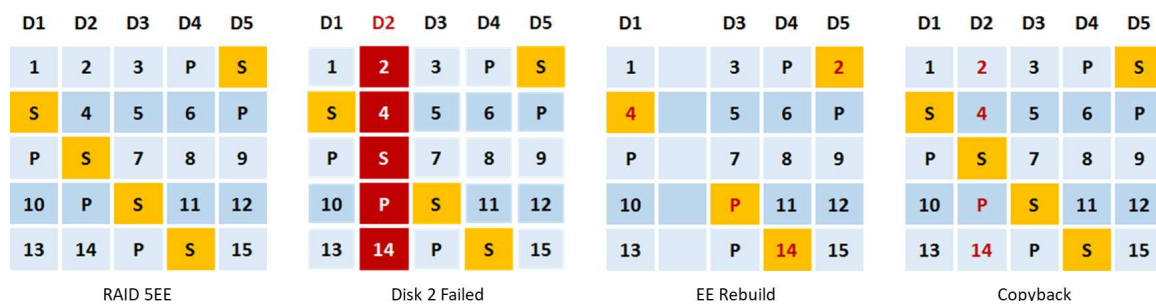 D1 D2 D3 D4 D5 D1 D2 D3 D4 D5 D1 D3 D4 D5 D1 D2 D3 D4 D5
1 2 3 P S 1 2 3 P S 1 3 P 2 1 2 3 P S
S 4 5 6 P S 4 5 6 P 4 5 6 P S 4 5 6 P
P S 7 8 9 P S 7 8 9 P 7 8 9 P S 7 8 9
10 P S 11 12 10 P S 11 12 10 P 11 12 10 P S 11 12
13 14 P S 15 13 14 P S 15 13 P 14 15 13 14 P S 15
RAID 5EE Disk 2 Failed EE Rebuild Copyback